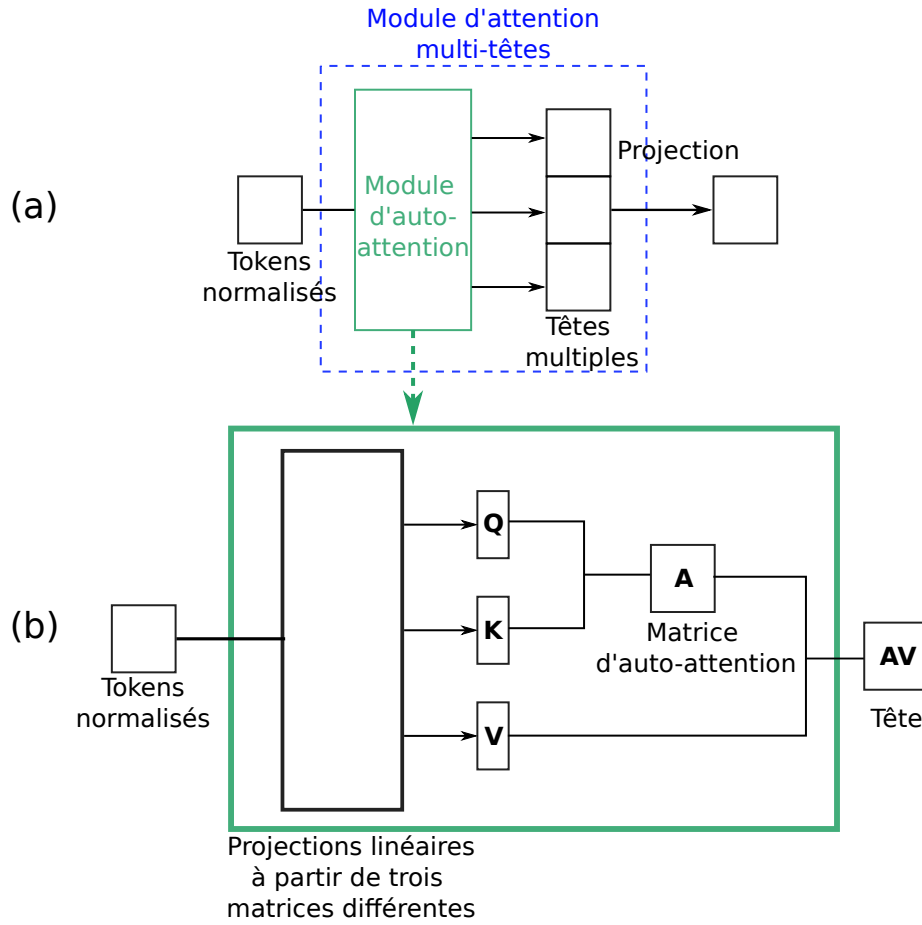 Module d'attention
multi-têtes
(a)
Module
d'auto-
attention
Projection
Tokens
normalisés
Têtes
multiples
(b)
Q
K
V
A
Matrice
d'auto-attention
AV
Tête
Tokens
normalisés
Projections linéaires
à partir de trois
matrices différentes